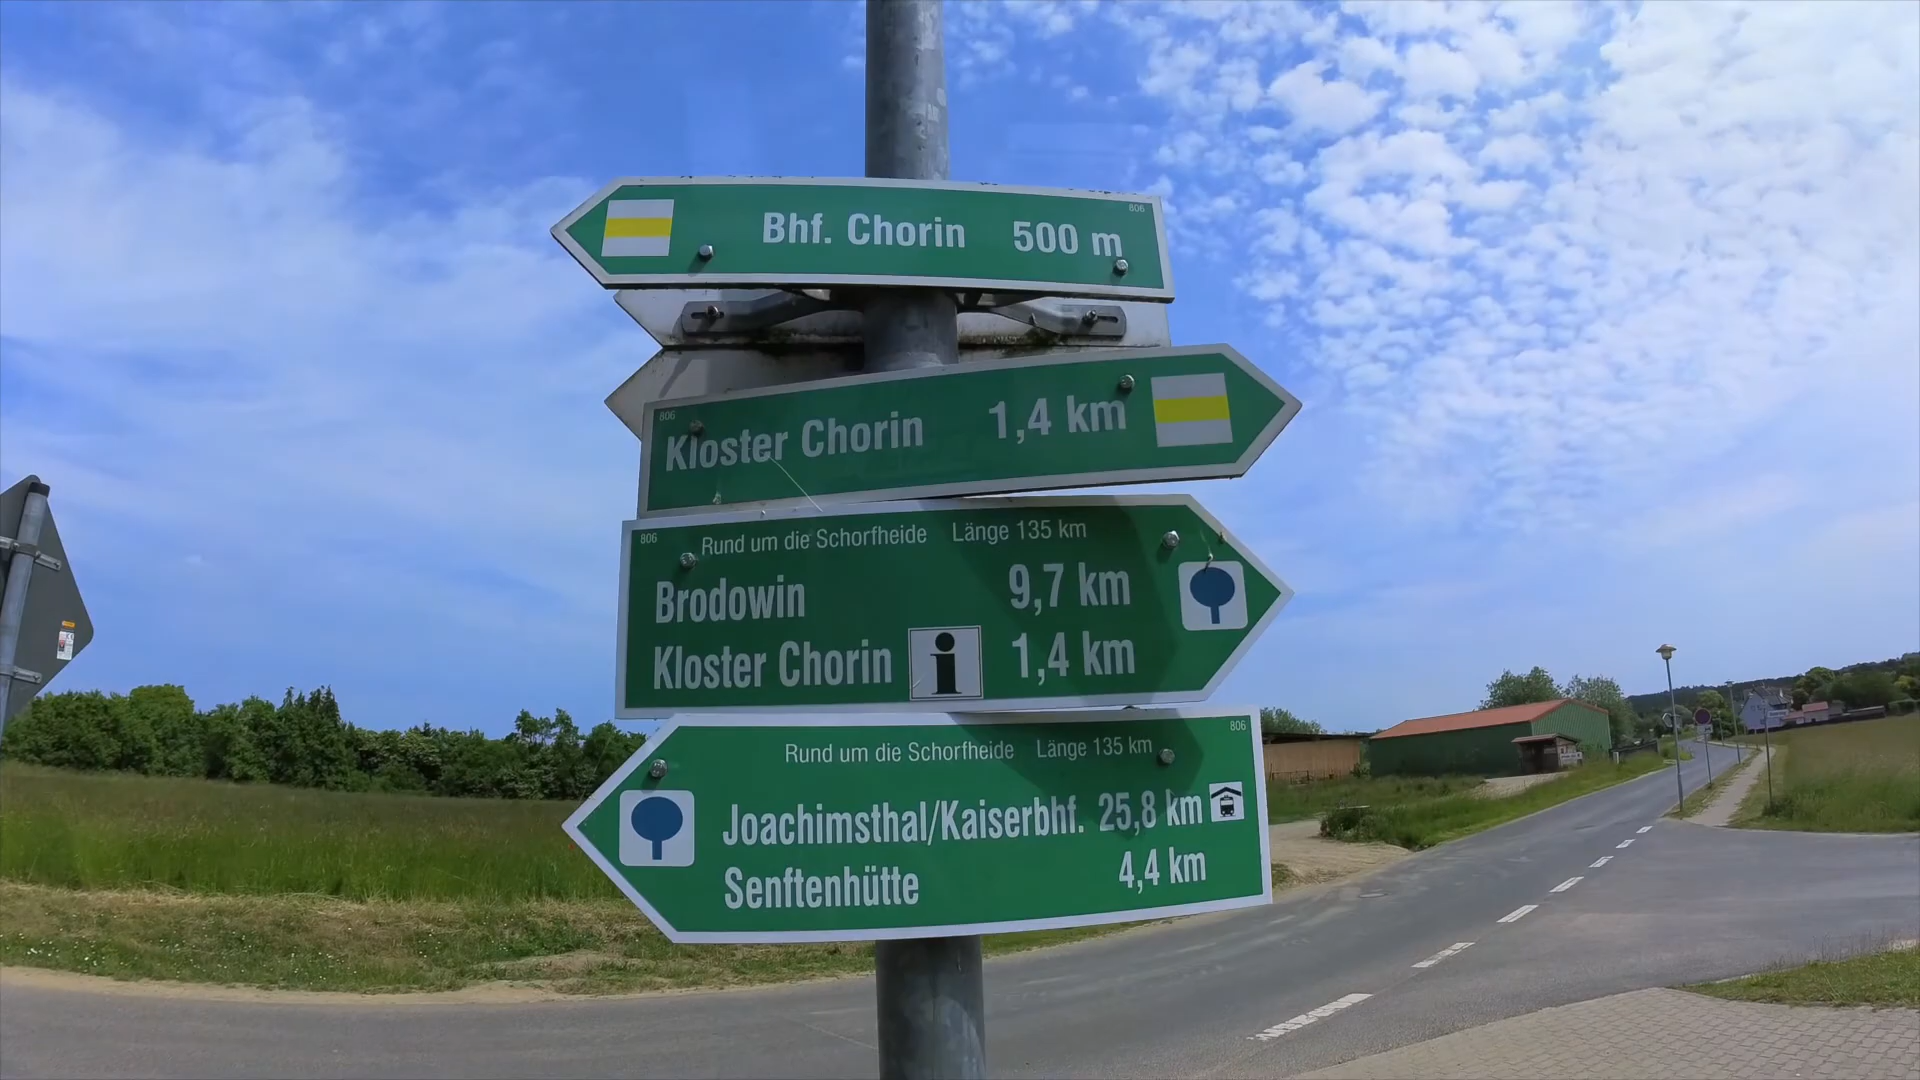 806
Bhf. Chorin 500 m
806
Kloster Chorin 1,4 km
806
Rund um die Schorfheide Länge 135 km
Brodowin 9,7 km
Kloster Chorin i 1,4 km
806
Rund um die Schorfheide Länge 135 km
Joachimsthal/Kaiserbhf. 25,8 km
Senftenhütte 4,4 km